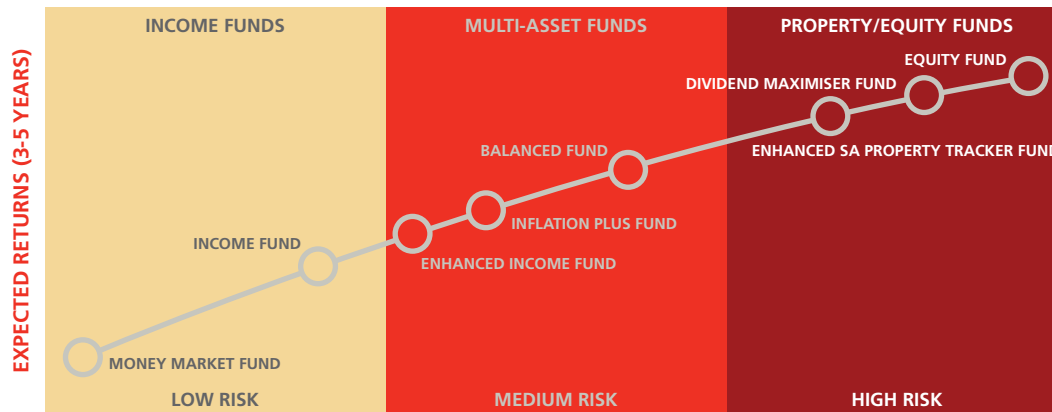 EXPECTED RETURNS (3-5 YEARS)
INCOME FUNDS
MULTI-ASSET FUNDS
PROPERTY/EQUITY FUNDS
EQUITY FUND
DIVIDEND MAXIMISER FUND
ENHANCED SA PROPERTY TRACKER FUND
BALANCED FUND
INFLATION PLUS FUND
INCOME FUND
ENHANCED INCOME FUND
MONEY MARKET FUND
LOW RISK
MEDIUM RISK
HIGH RISK